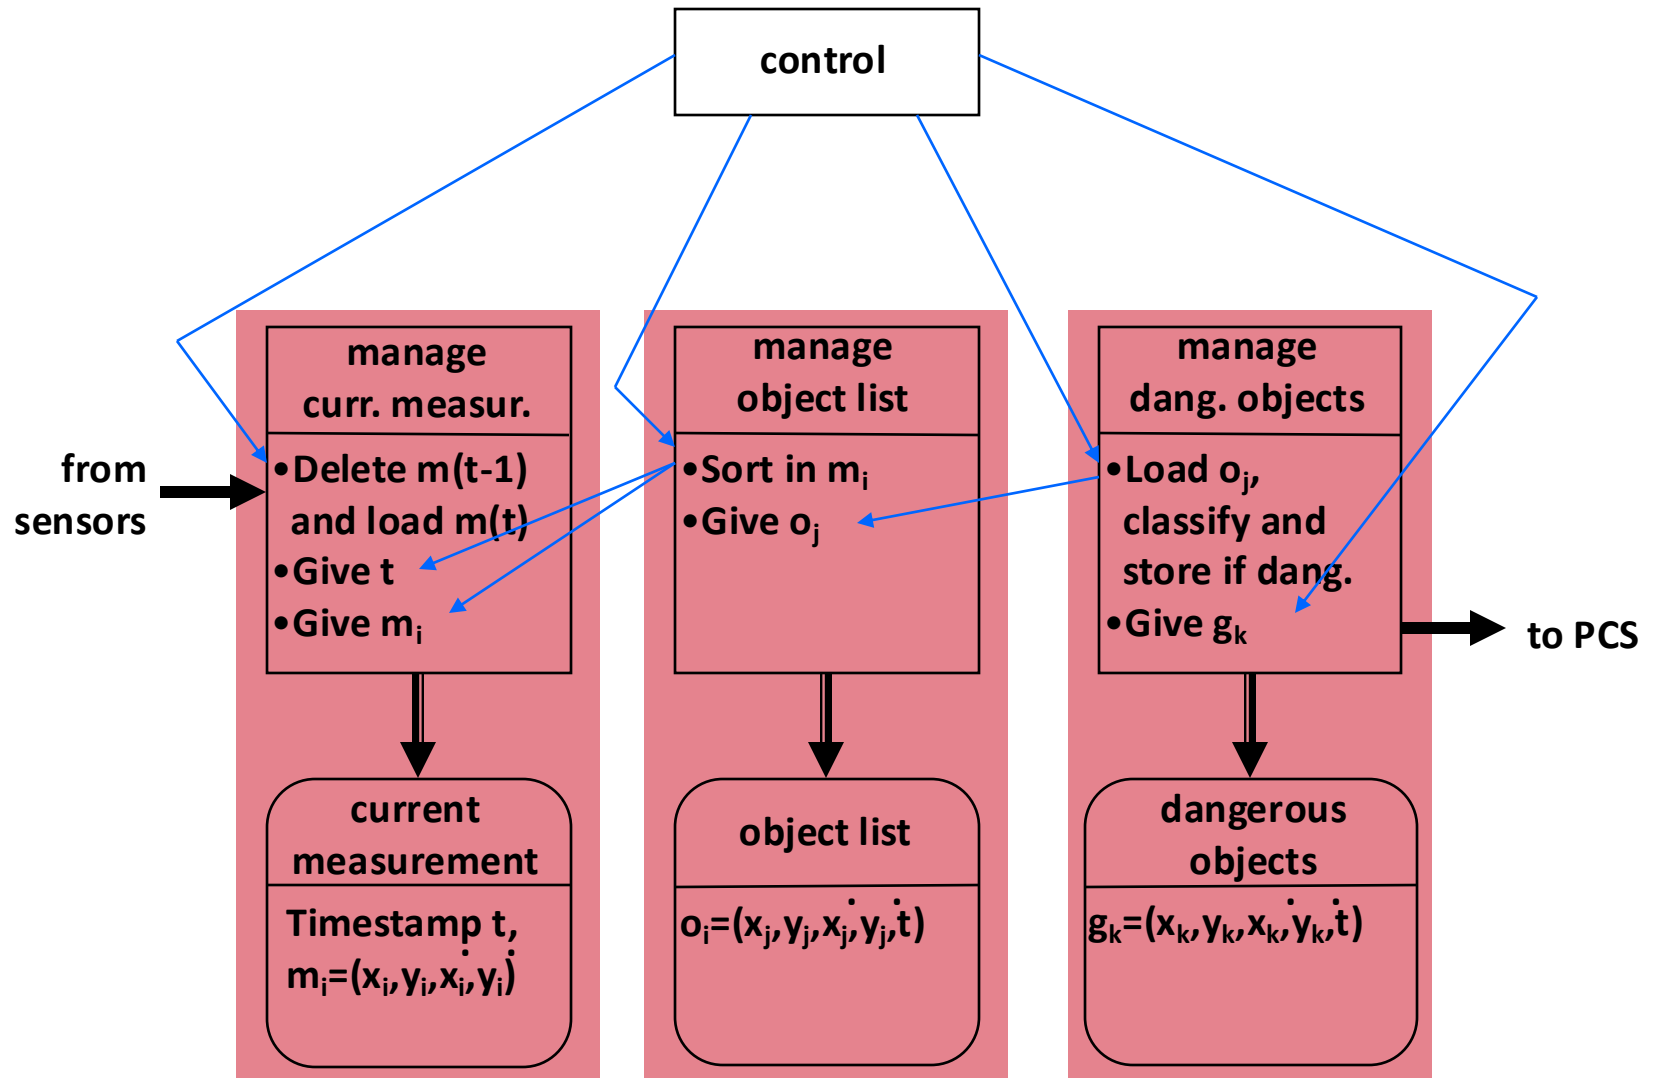 control
manage
curr. measur.
•Delete m(t-1)
and load m(t)
•Give t
•Give mᵢ
manage
object list
•Sort in mᵢ
•Give oⱼ
manage
dang. objects
•Load oⱼ,
classify and
store if dang.
•Give gₖ
from
sensors
to PCS
current
measurement
Timestamp t,
mᵢ=(xᵢ,yᵢ,ẋᵢ,ẏᵢ)
object list
oᵢ=(xⱼ,yⱼ,ẋⱼ,ẏⱼ,t)
dangerous
objects
gₖ=(xₖ,yₖ,ẋₖ,ẏₖ,t)